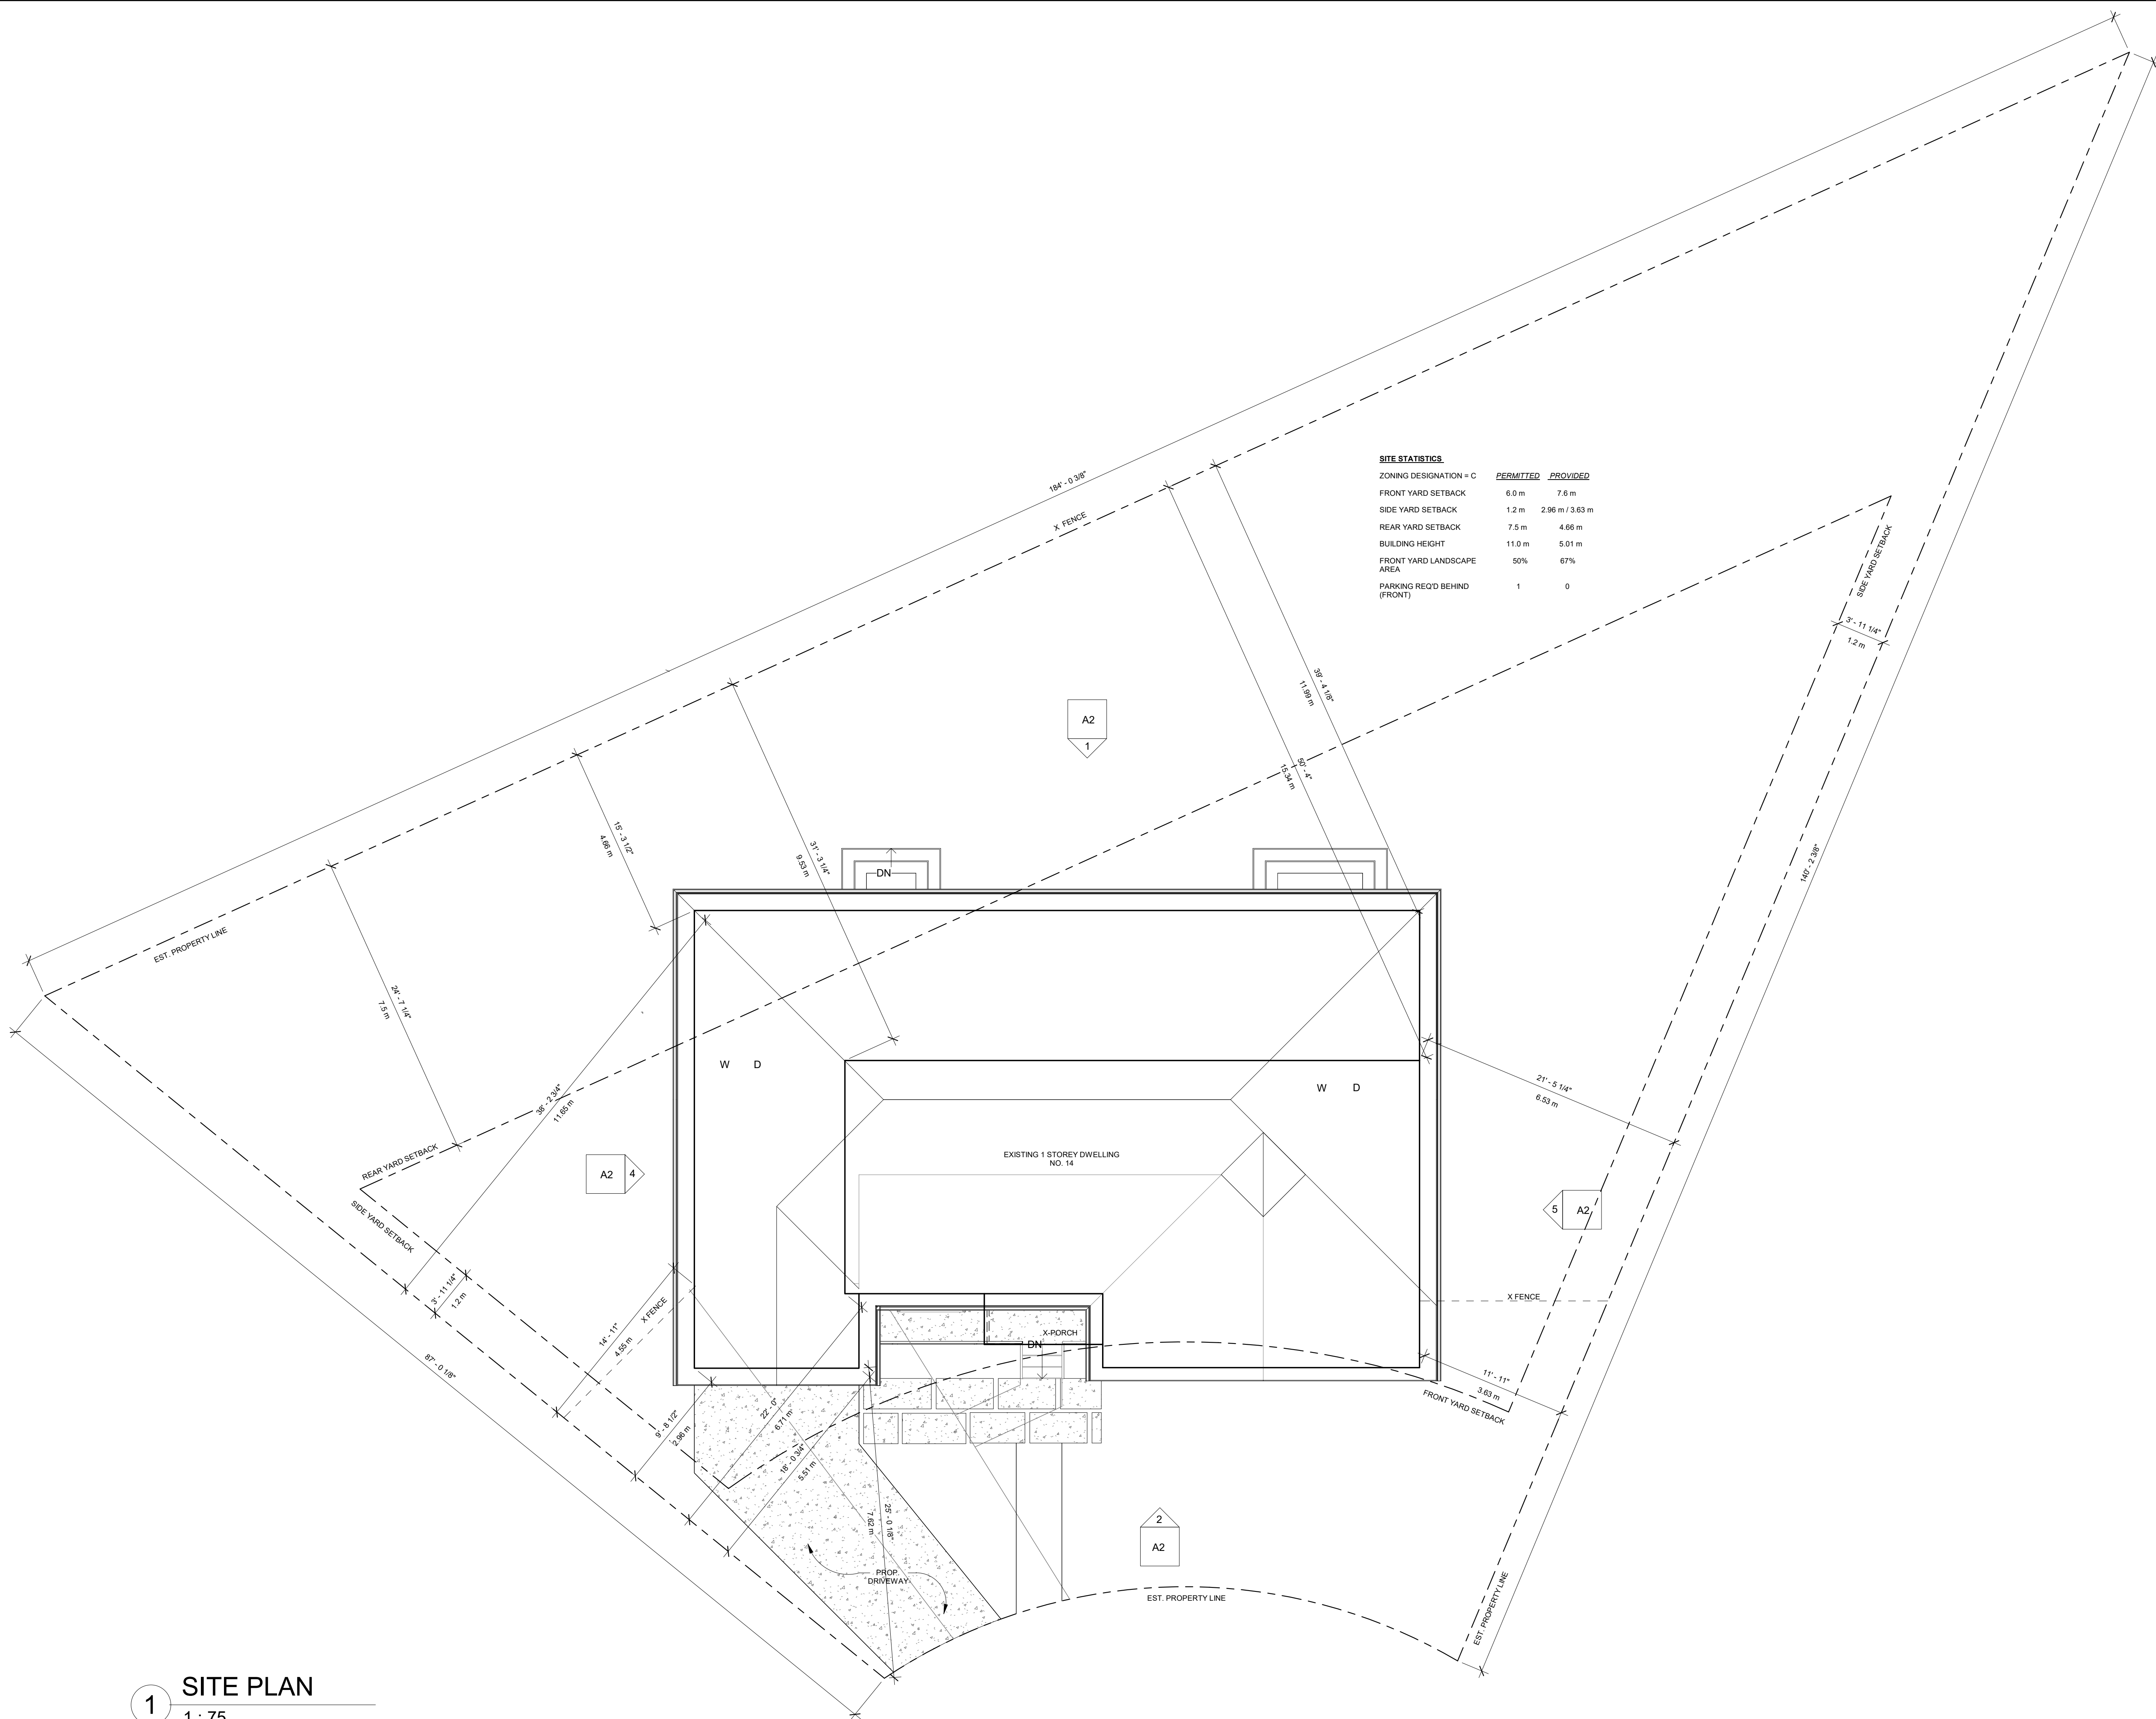 184' - 0 3/8"
X FENCE
SITE STATISTICS
ZONING DESIGNATION = C PERMITTED PROVIDED
FRONT YARD SETBACK 6.0 m 7.6 m
SIDE YARD SETBACK 1.2 m 2.96 m / 3.63 m
REAR YARD SETBACK 7.5 m 4.66 m
BUILDING HEIGHT 11.0 m 5.01 m
FRONT YARD LANDSCAPE 50% 67%
AREA
PARKING REQ'D BEHIND 1 0
(FRONT)
SIDE YARD SETBACK
3' - 11 1/4"
1.2 m
39' - 4 1/8"
11.99 m
A2
1
50' - 4"
15.34 m
15' - 3 1/2"
4.66 m
31' - 3 1/4"
9.53 m
140' - 2 3/8"
DN
EST. PROPERTY LINE
24' - 7 1/4"
7.5 m
W D
W D
21' - 5 1/4"
6.53 m
38' - 2 3/4"
11.65 m
REAR YARD SETBACK
EXISTING 1 STOREY DWELLING
NO. 14
A2 4
5 A2
SIDE YARD SETBACK
3' - 11 1/4"
1.2 m
X FENCE
X FENCE
14' - 11"
4.55 m
X-PORCH
DN
87' - 0 1/8"
11' - 11"
3.63 m
FRONT YARD SETBACK
9' - 8 1/2"
2.96 m
22' - 0"
6.71 m
18' - 0 3/4"
5.51 m
25' - 0 1/8"
7.62 m
2
A2
PROP.
DRIVEWAY
EST. PROPERTY LINE
EST. PROPERTY LINE
1 SITE PLAN
1 : 75